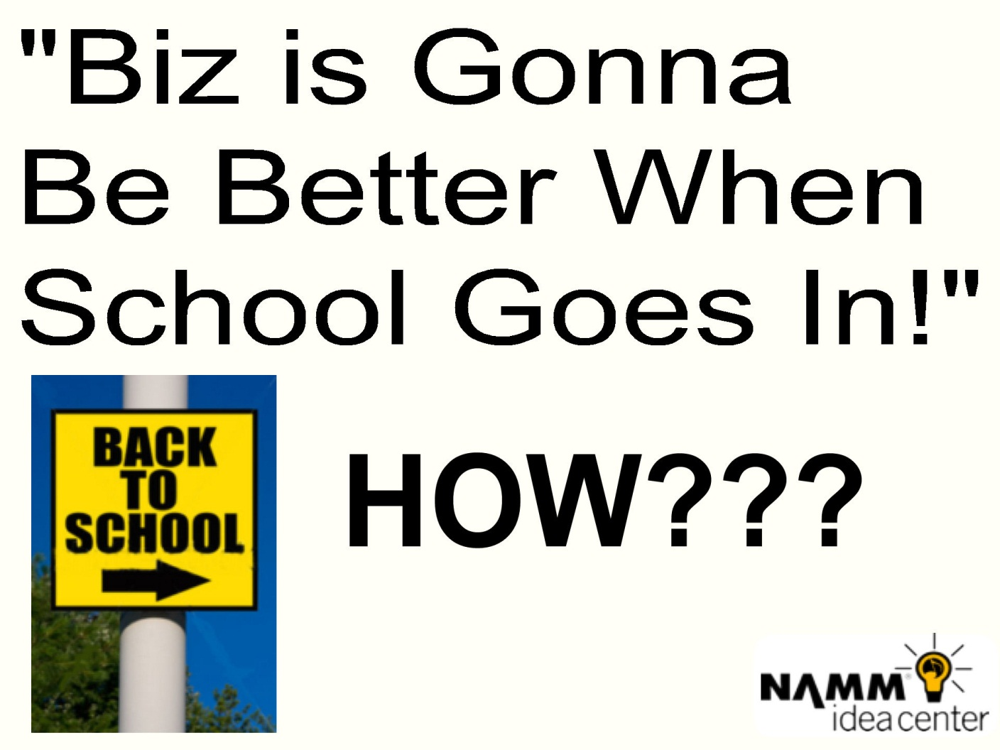 "Biz is Gonna
Be Better When
School Goes In!"
BACK
TO
SCHOOL
HOW???
NAMM®
idea center